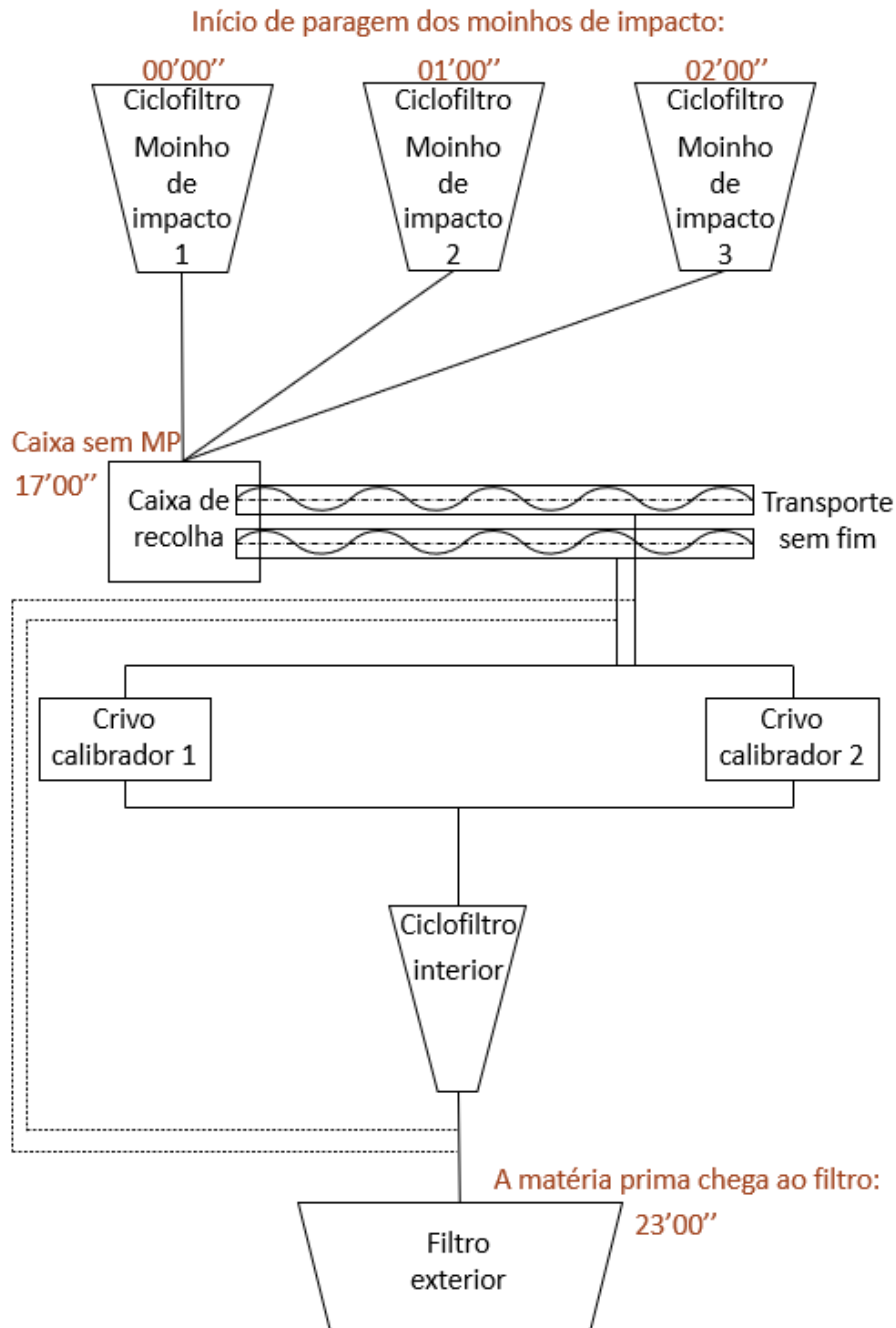 Início de paragem dos moinhos de impacto:
00’00’’
01’00’’
02’00’’
Ciclofiltro
Moinho
de
impacto
1
Ciclofiltro
Moinho
de
impacto
2
Ciclofiltro
Moinho
de
impacto
3
Caixa sem MP
17’00’’
Caixa de
recolha
Transporte
sem fim
Crivo
calibrador 1
Crivo
calibrador 2
Ciclofiltro
interior
A matéria prima chega ao filtro:
23’00’’
Filtro
exterior